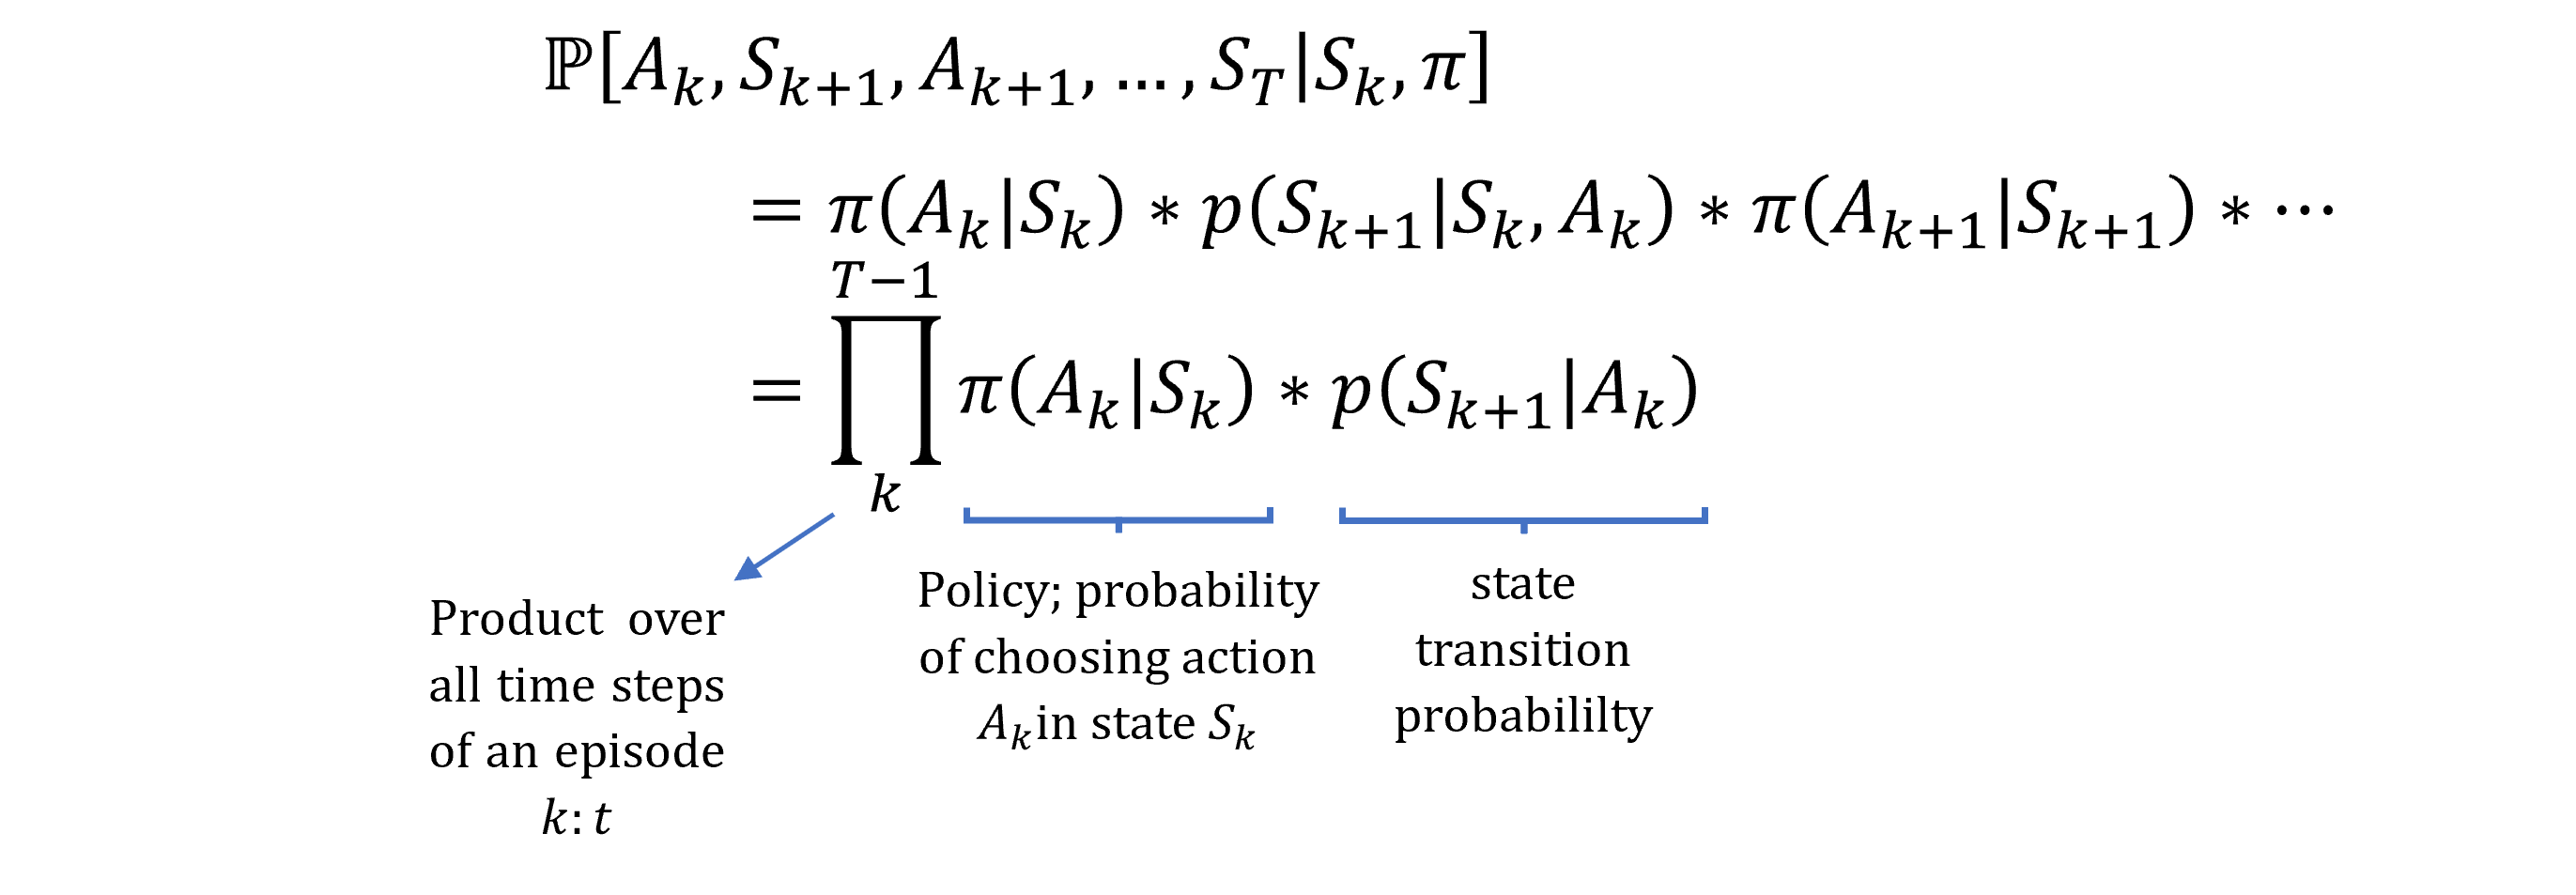 ℙ[A_k, S_{k+1}, A_{k+1}, …, S_T|S_k, π]
= π(A_k|S_k) * p(S_{k+1}|S_k, A_k) * π(A_{k+1}|S_{k+1}) * ⋯
= ∏_k^{T−1} π(A_k|S_k) * p(S_{k+1}|A_k)
Product over
all time steps
of an episode
k: t
Policy; probability
of choosing action
A_k in state S_k
state
transition
probabililty